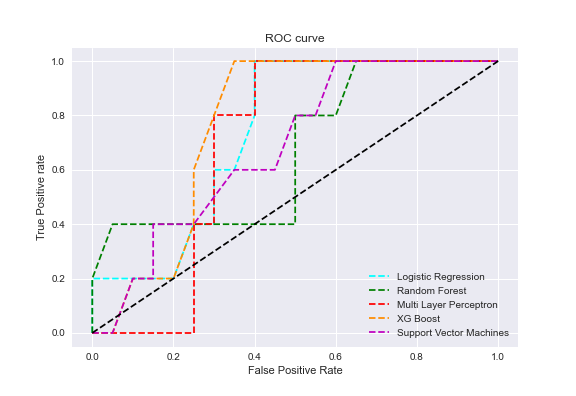 ROC curve
True Positive rate
1.0
0.8
0.6
0.4
0.2
0.0
Logistic Regression
Random Forest
Multi Layer Perceptron
XG Boost
Support Vector Machines
0.0 0.2 0.4 0.6 0.8 1.0
False Positive Rate